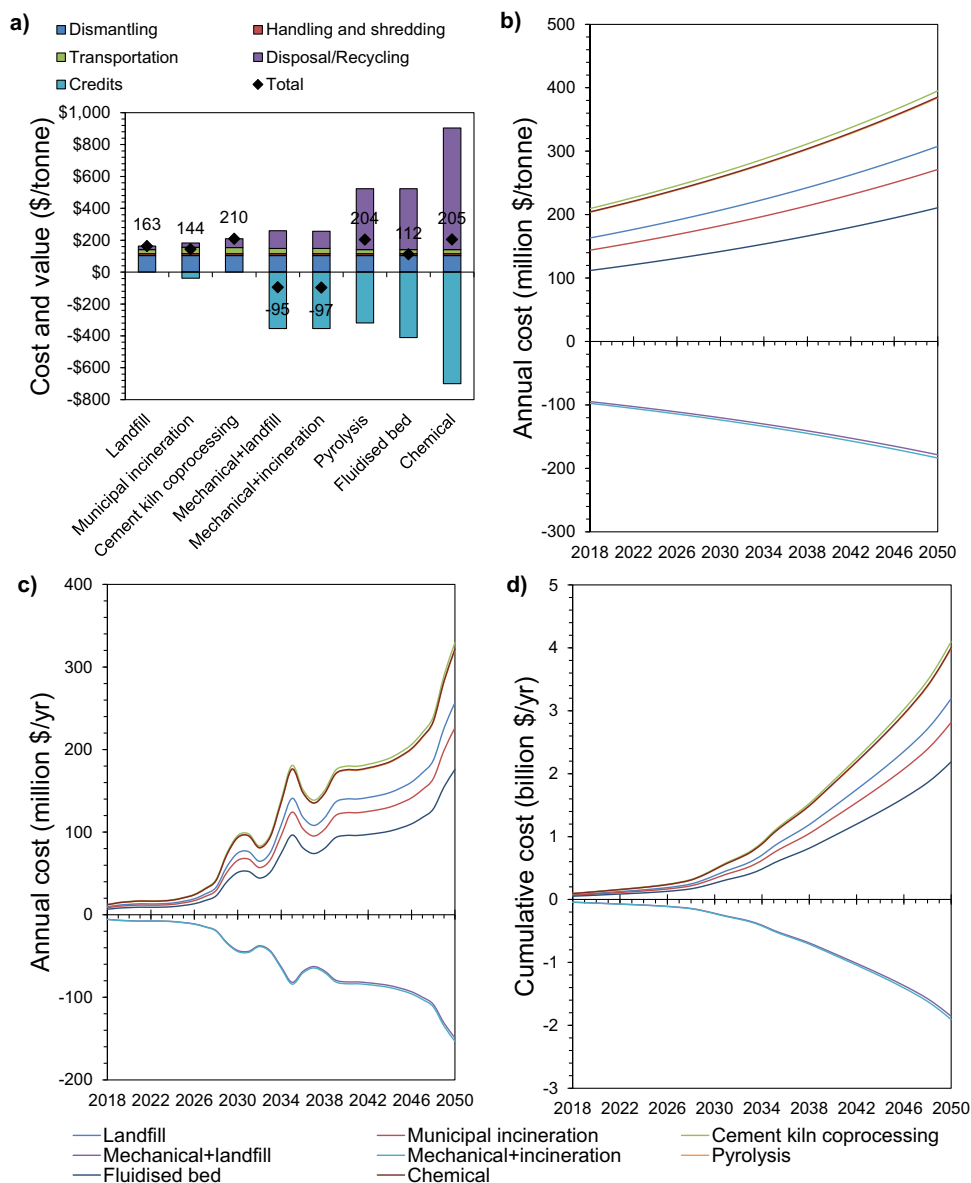 a)
Dismantling
Handling and shredding
Transportation
Disposal/Recycling
Credits
Total
Cost and value ($/tonne)
$1,000
$800
$600
$400
$200
$0
-$200
-$400
-$600
-$800
163
144
210
-95
-97
204
112
205
Landfill
Municipal incineration
Cement kiln coprocessing
Mechanical+landfill
Mechanical+incineration
Pyrolysis
Fluidised bed
Chemical
b)
Annual cost (million $/tonne)
500
400
300
200
100
0
-100
-200
-300
2018 2022 2026 2030 2034 2038 2042 2046 2050
c)
Annual cost (million $/yr)
400
300
200
100
0
-100
-200
2018 2022 2026 2030 2034 2038 2042 2046 2050
d)
Cumulative cost (billion $/yr)
5
4
3
2
1
0
-1
-2
-3
2018 2022 2026 2030 2034 2038 2042 2046 2050
Landfill
Municipal incineration
Cement kiln coprocessing
Mechanical+landfill
Mechanical+incineration
Pyrolysis
Fluidised bed
Chemical